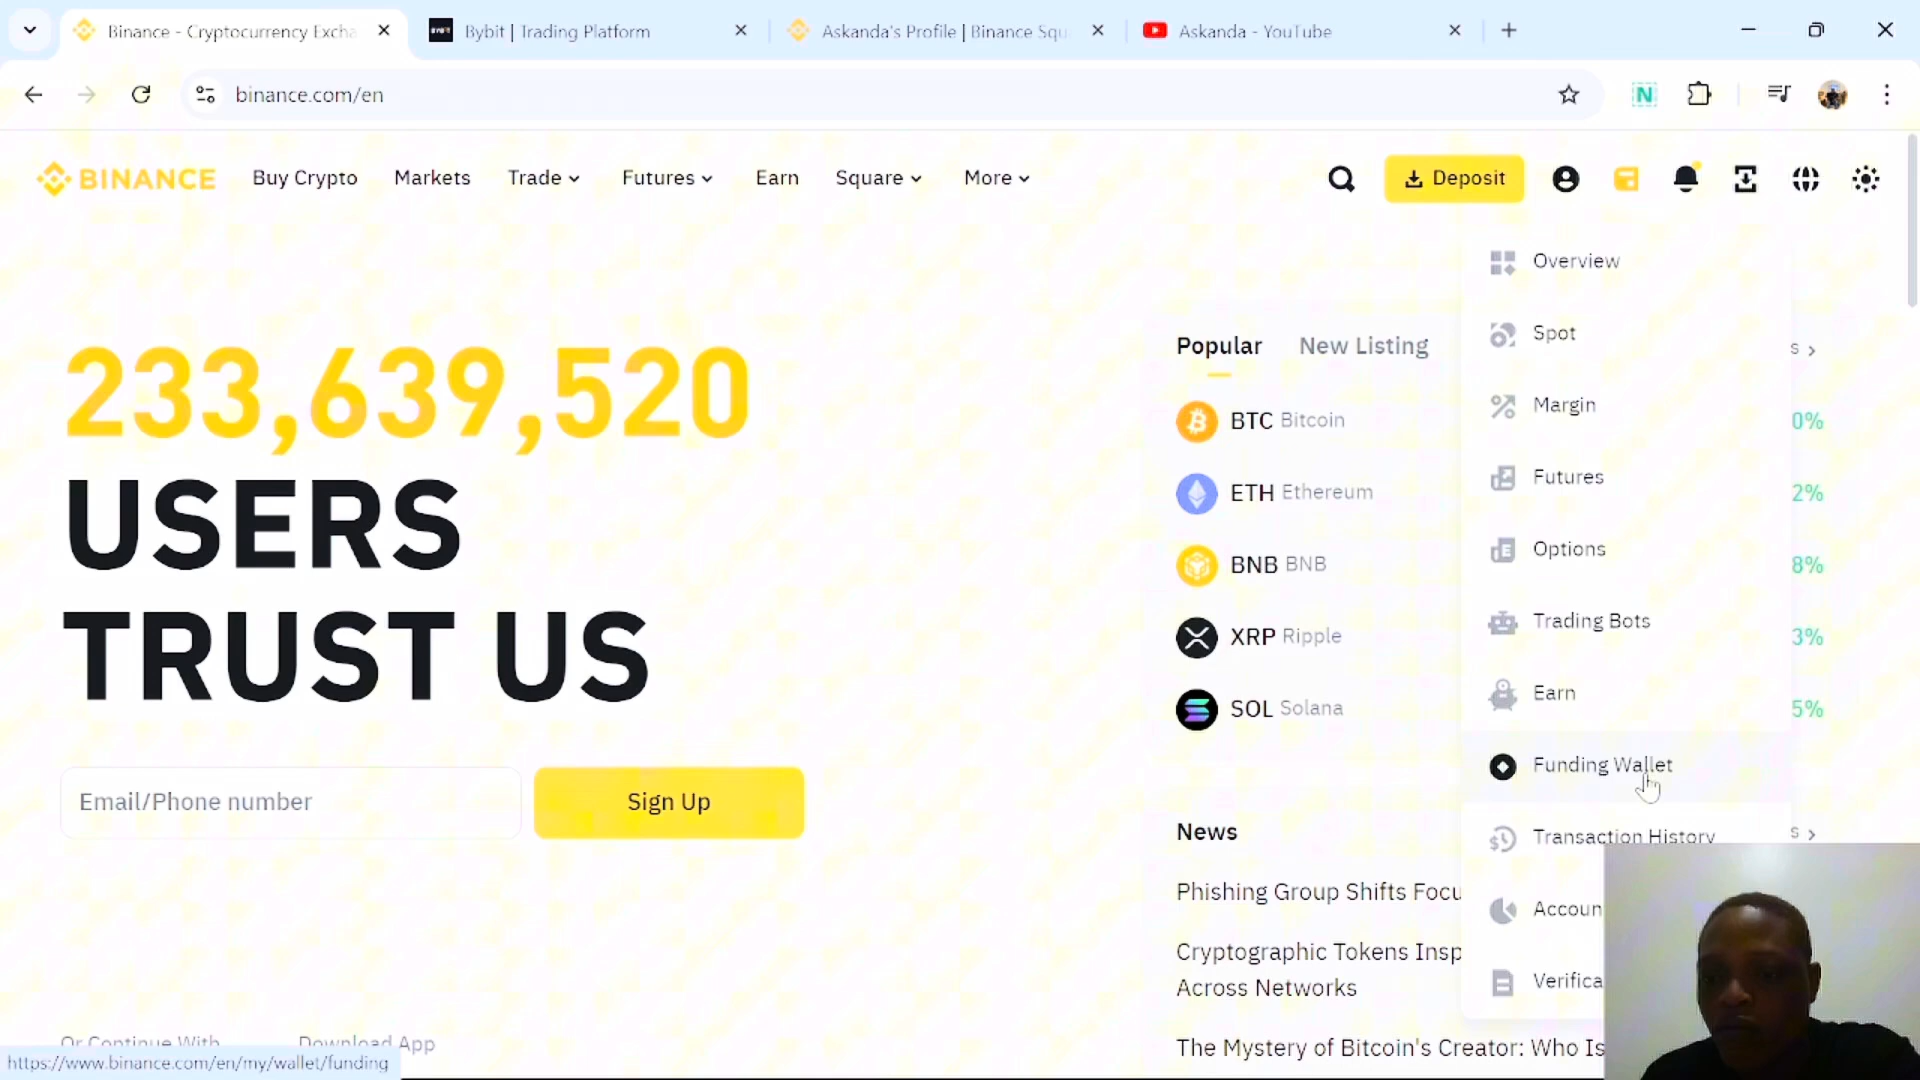 Binance - Cryptocurrency Excha
Bybit | Trading Platform
Askanda's Profile | Binance Squ
Askanda - YouTube
binance.com/en
N
BINANCE
Buy Crypto
Markets
Trade
Futures
Earn
Square
More
Deposit
233,639,520
USERS
TRUST US
Email/Phone number
Sign Up
Or Continue With
Download App
https://www.binance.com/en/my/wallet/funding
Popular
New Listing
BTC Bitcoin
0%
ETH Ethereum
2%
BNB BNB
8%
XRP Ripple
3%
SOL Solana
5%
News
Phishing Group Shifts Focu
Cryptographic Tokens Insp
Across Networks
The Mystery of Bitcoin's Creator: Who Is
Overview
Spot
Margin
Futures
Options
Trading Bots
Earn
Funding Wallet
Transaction History
Accoun
Verifica